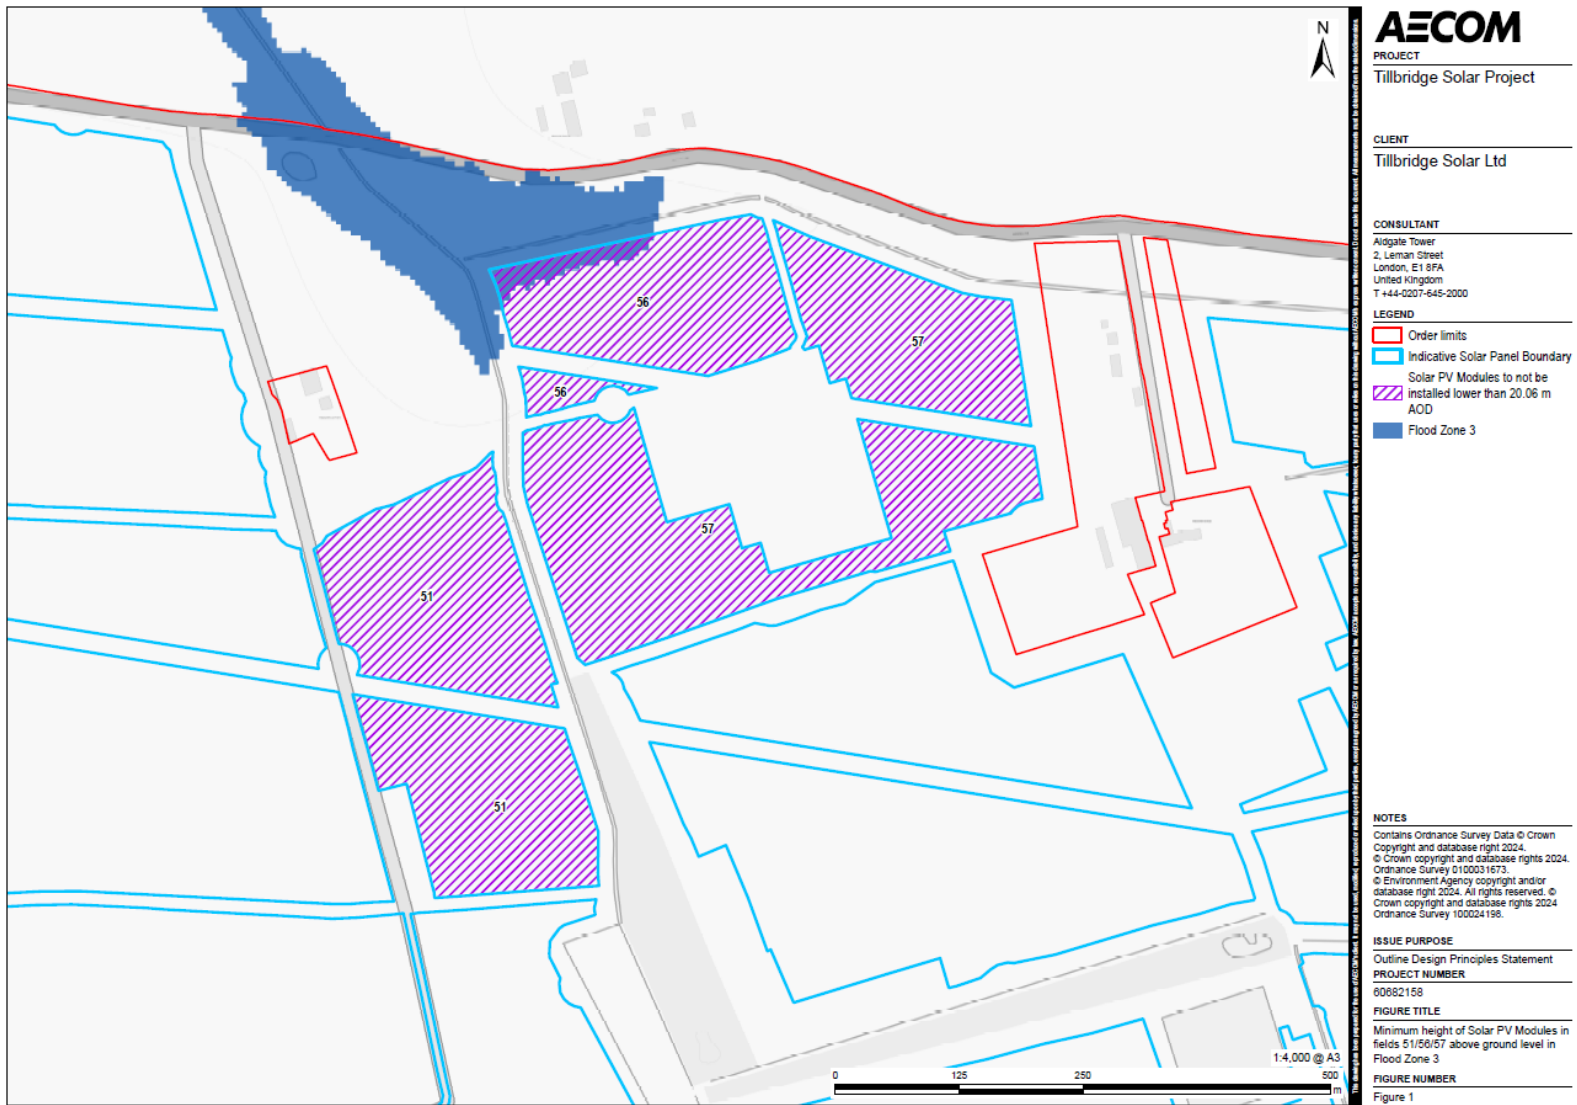 N
56
57
56
57
51
51
1:4,000 @ A3
0 125 250 500
m
AECOM
PROJECT
Tillbridge Solar Project
CLIENT
Tillbridge Solar Ltd
CONSULTANT
Aldgate Tower
2, Leman Street
London, E1 8FA
United Kingdom
T +44-0207-645-2000
LEGEND
Order limits
Indicative Solar Panel Boundary
Solar PV Modules to not be
installed lower than 20.06 m
AOD
Flood Zone 3
NOTES
Contains Ordnance Survey Data © Crown
Copyright and database right 2024.
© Crown copyright and database rights 2024.
Ordnance Survey 0100031673.
© Environment Agency copyright and/or
database right 2024. All rights reserved. ©
Crown copyright and database rights 2024
Ordnance Survey 100024198.
ISSUE PURPOSE
Outline Design Principles Statement
PROJECT NUMBER
60682158
FIGURE TITLE
Minimum height of Solar PV Modules in
fields 51/56/57 above ground level in
Flood Zone 3
FIGURE NUMBER
Figure 1